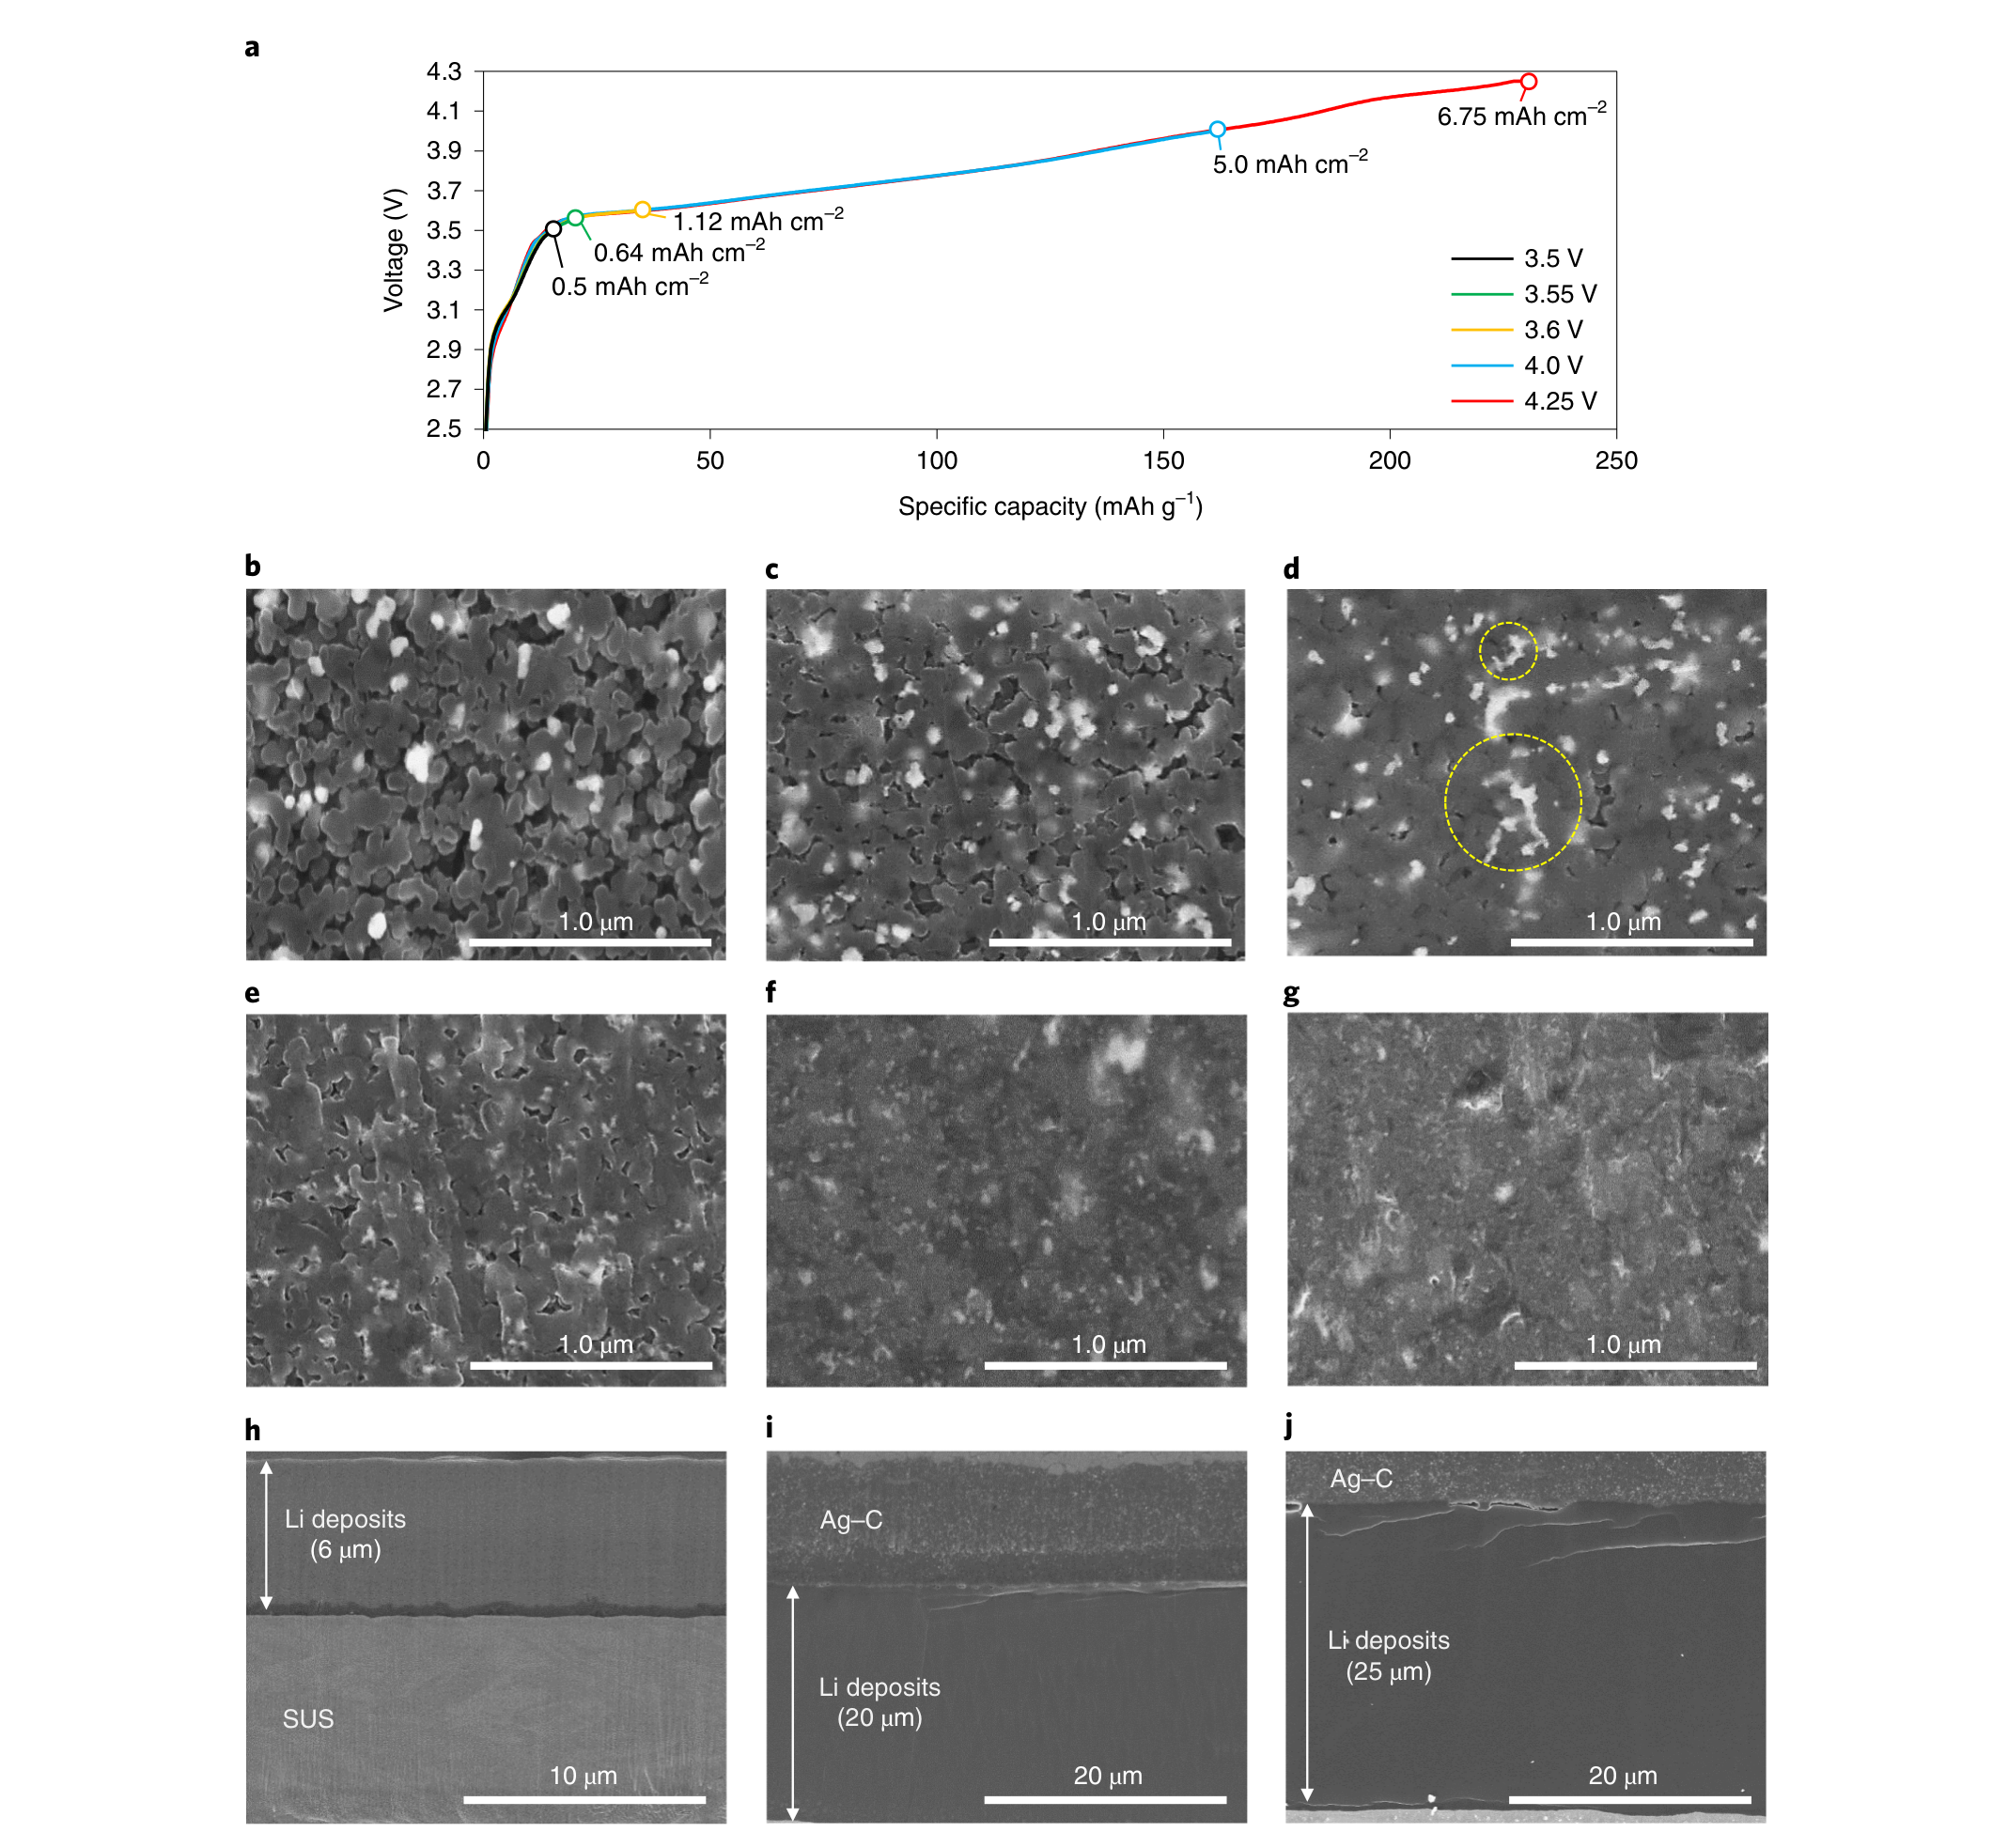 a
4.3
4.1
3.9
3.7
3.5
3.3
3.1
2.9
2.7
2.5
Voltage (V)
6.75 mAh cm⁻²
5.0 mAh cm⁻²
1.12 mAh cm⁻²
0.64 mAh cm⁻²
0.5 mAh cm⁻²
3.5 V
3.55 V
3.6 V
4.0 V
4.25 V
0 50 100 150 200 250
Specific capacity (mAh g⁻¹)
b c d
1.0 μm 1.0 μm 1.0 μm
e f g
1.0 μm 1.0 μm 1.0 μm
h i j
Li deposits
(6 μm)
SUS
10 μm
Ag–C
Li deposits
(20 μm)
20 μm
Ag–C
Li deposits
(25 μm)
20 μm